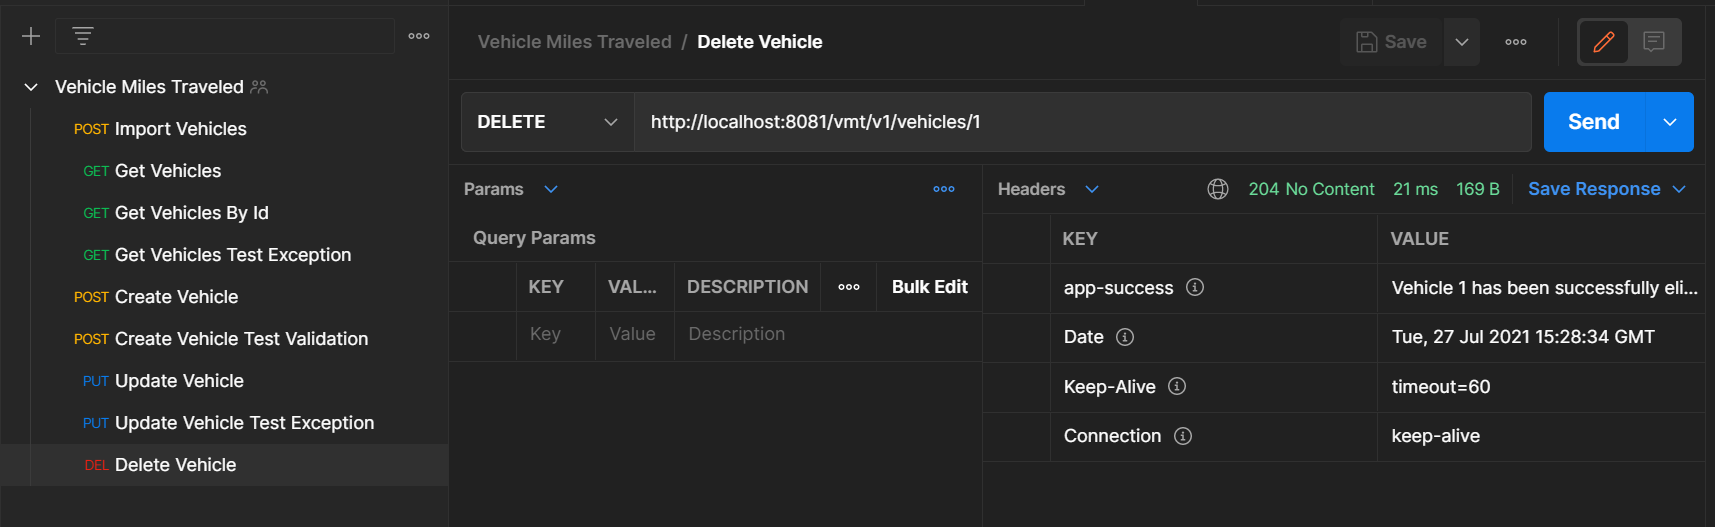 Vehicle Miles Traveled
POST Import Vehicles
GET Get Vehicles
GET Get Vehicles By Id
GET Get Vehicles Test Exception
POST Create Vehicle
POST Create Vehicle Test Validation
PUT Update Vehicle
PUT Update Vehicle Test Exception
DEL Delete Vehicle
Vehicle Miles Traveled / Delete Vehicle
Save
DELETE http://localhost:8081/vmt/v1/vehicles/1
Send
Params
Query Params
KEY VAL... DESCRIPTION Bulk Edit
Key Value Description
Headers 204 No Content 21 ms 169 B Save Response
KEY VALUE
app-success Vehicle 1 has been successfully eli...
Date Tue, 27 Jul 2021 15:28:34 GMT
Keep-Alive timeout=60
Connection keep-alive